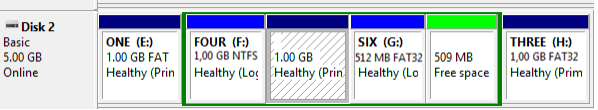 Disk 2
Basic
5.00 GB
Online
ONE (E:)
1.00 GB FAT
Healthy (Prin
FOUR (F:)
1,00 GB NTFS
Healthy (Log
1.00 GB
Healthy (Prin
SIX (G:)
512 MB FAT32
Healthy (Log
509 MB
Free space
THREE (H:)
1,00 GB FAT32
Healthy (Prim